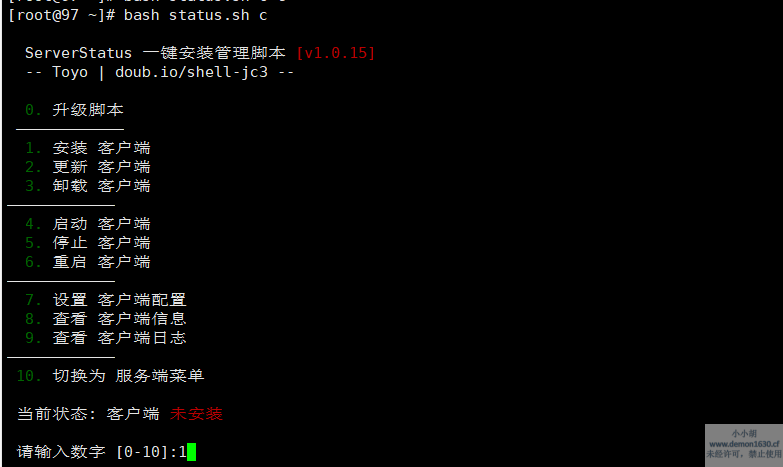 [root@97 ~]# bash status.sh c
ServerStatus 一键安装管理脚本 [v1.0.15]
-- Toyo | doub.io/shell-jc3 --
0. 升级脚本
1. 安装 客户端
2. 更新 客户端
3. 卸载 客户端
4. 启动 客户端
5. 停止 客户端
6. 重启 客户端
7. 设置 客户端配置
8. 查看 客户端信息
9. 查看 客户端日志
10. 切换为 服务端菜单
当前状态: 客户端 未安装
请输入数字 [0-10]:1
小小胡
www.demon1630.cf
未经许可，禁止使用